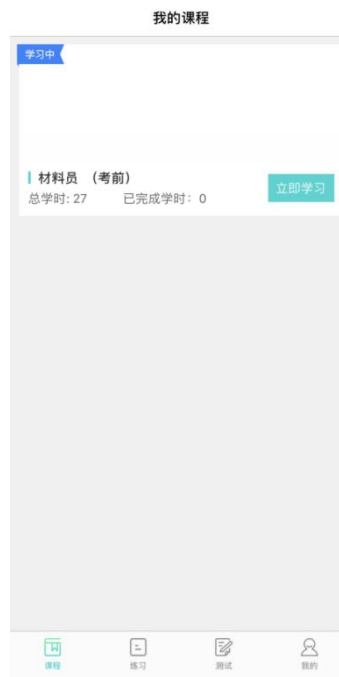 我的课程
学习中
材料员 （考前）
总学时: 27 已完成学时：0
立即学习
课程 练习 测试 我的